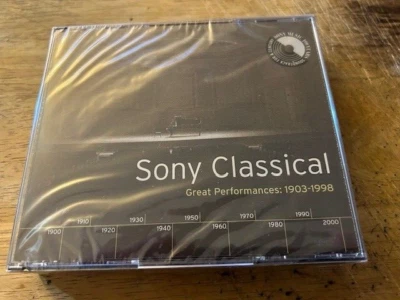 Sony Classical
Great Performances: 1903-1998
1910 1930 1950 1970 1990
1900 1920 1940 1960 1980 2000